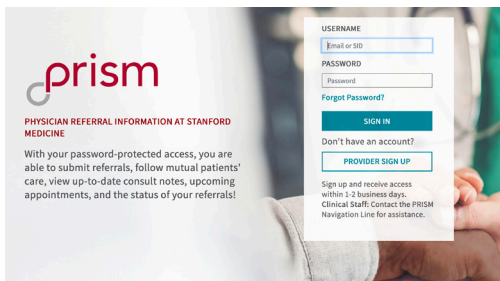 prism
PHYSICIAN REFERRAL INFORMATION AT STANFORD
MEDICINE
With your password-protected access, you are
able to submit referrals, follow mutual patients'
care, view up-to-date consult notes, upcoming
appointments, and the status of your referrals!
USERNAME
Email or SID
PASSWORD
Password
Forgot Password?
SIGN IN
Don't have an account?
PROVIDER SIGN UP
Sign up and receive access
within 1-2 business days.
Clinical Staff: Contact the PRISM
Navigation Line for assistance.